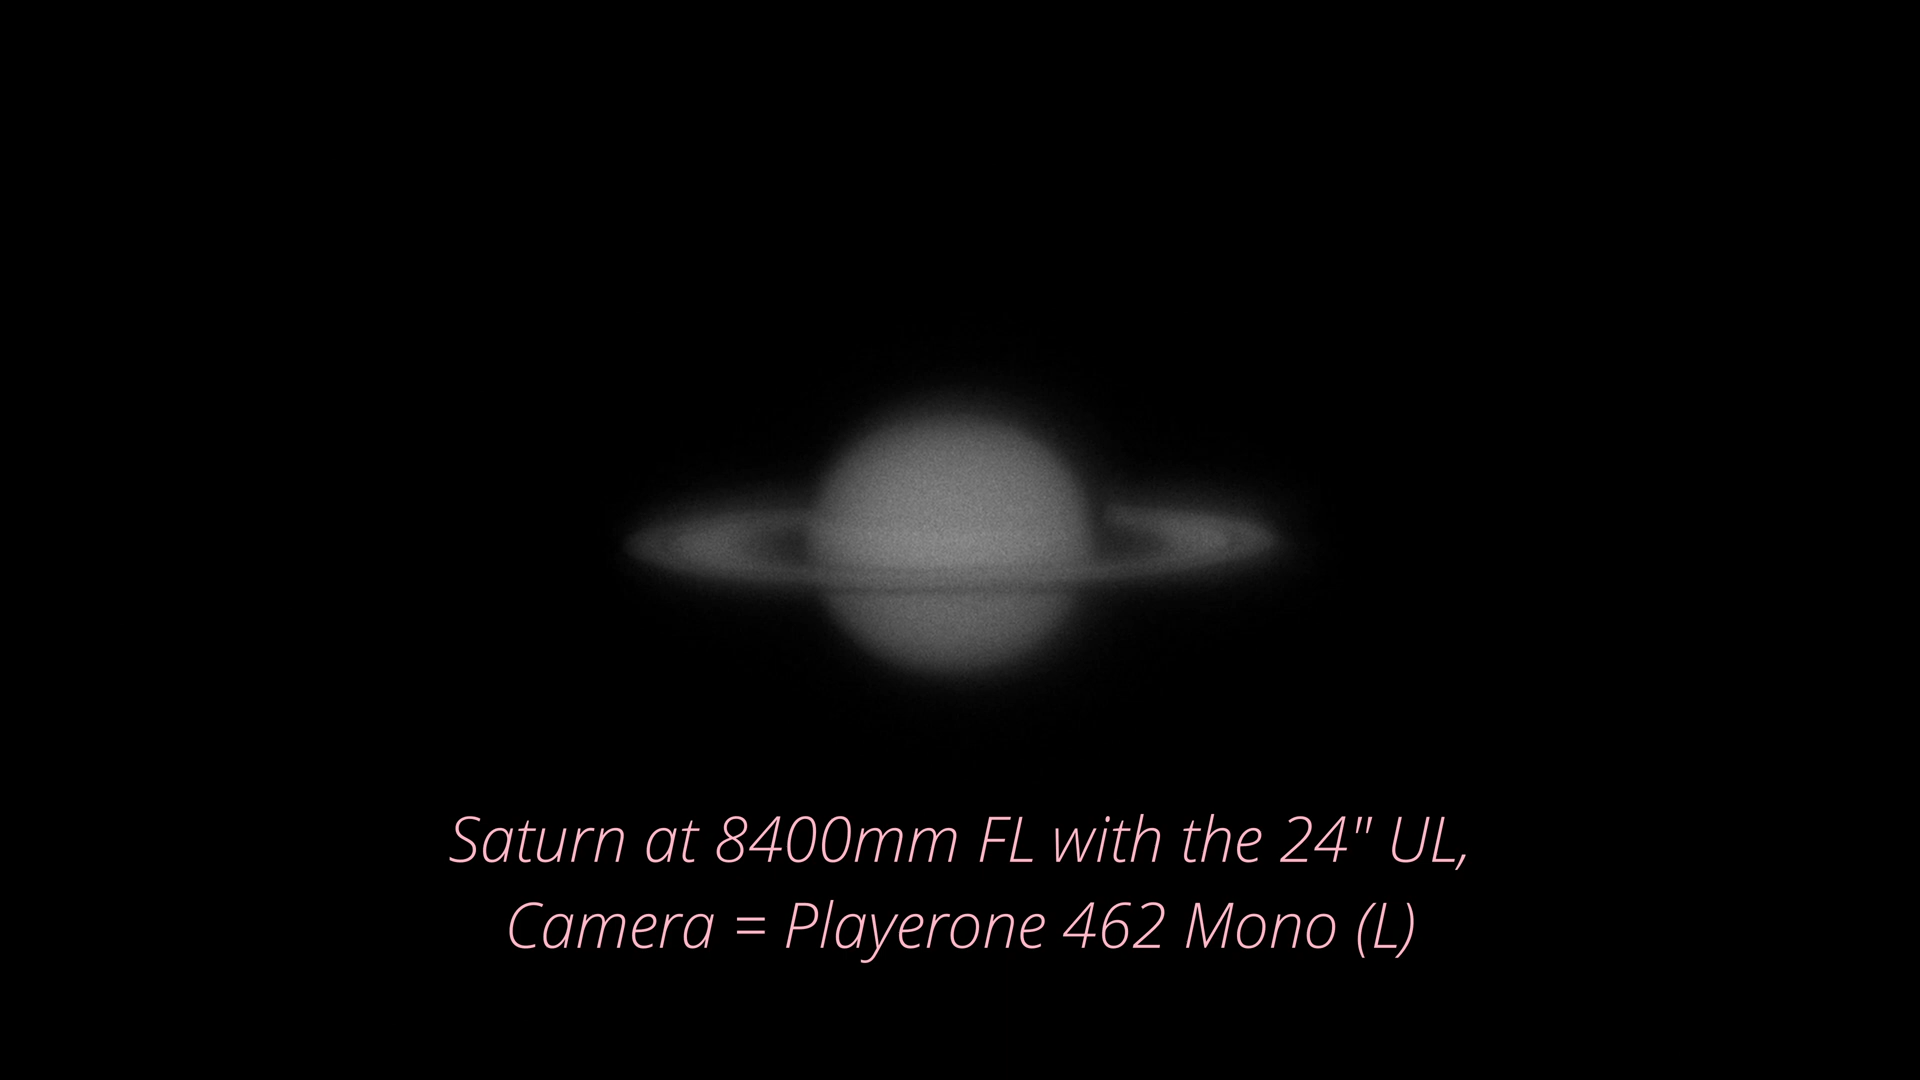 Saturn at 8400mm FL with the 24" UL,
Camera = Playerone 462 Mono (L)